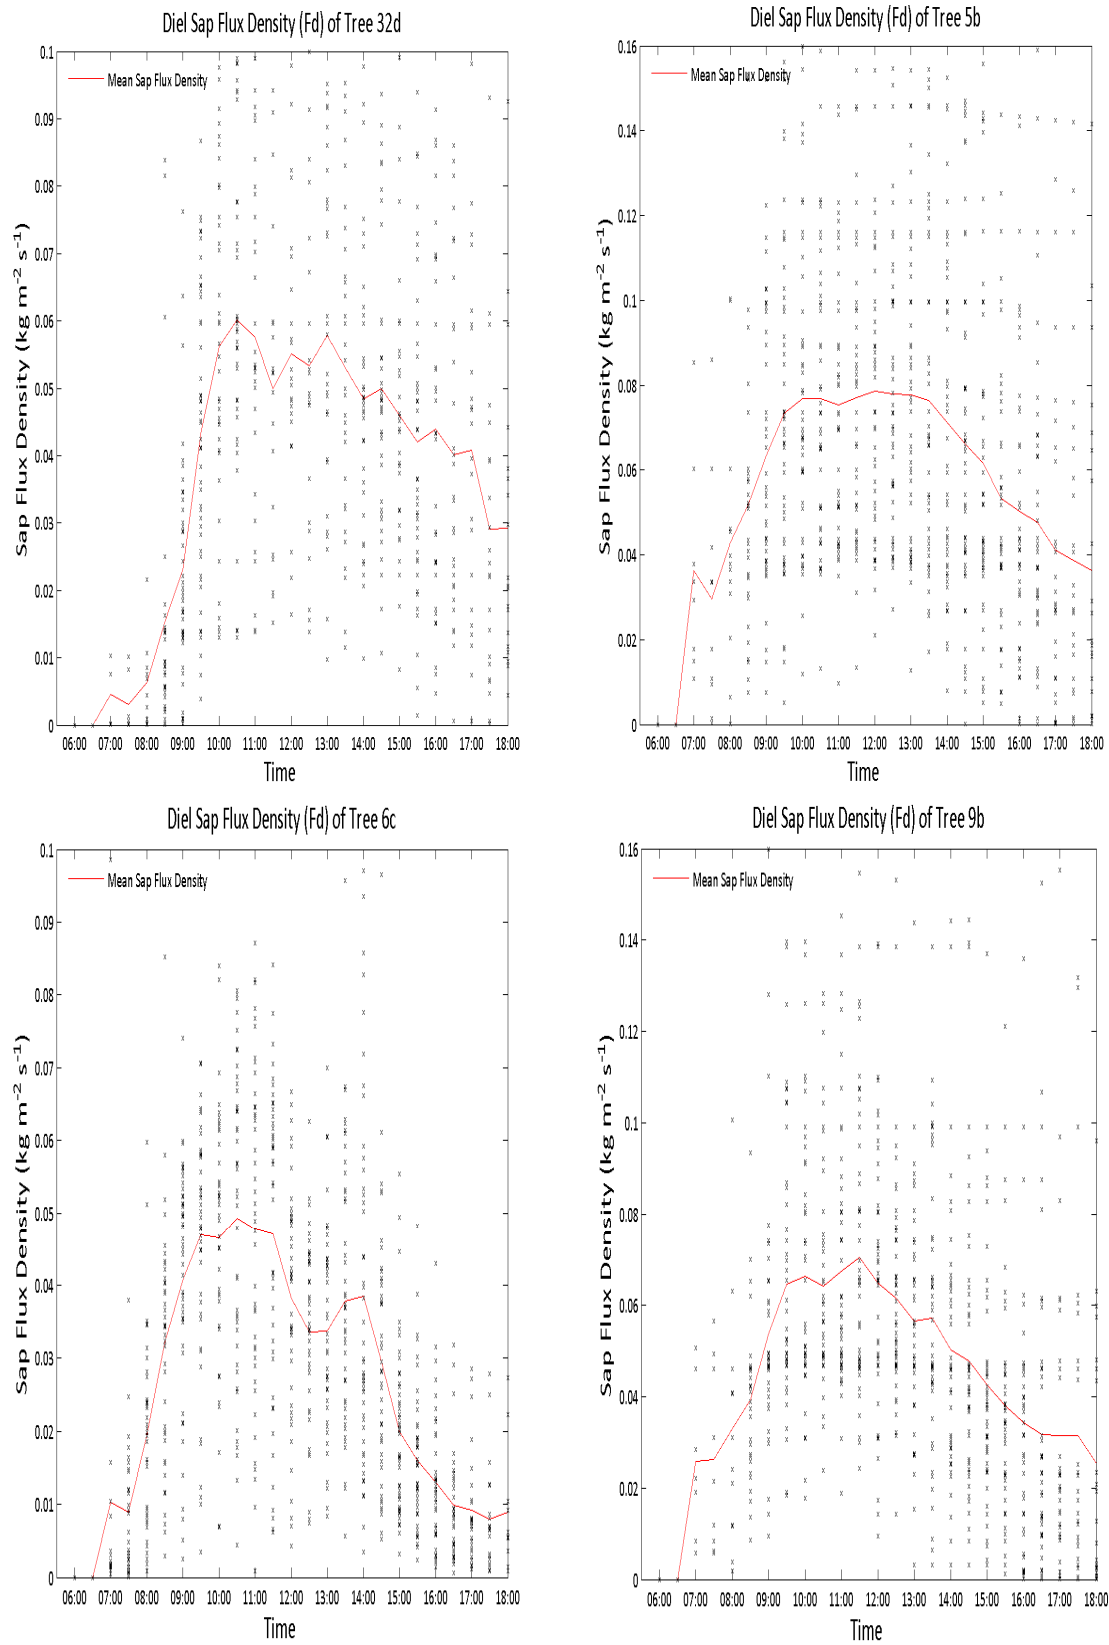 Diel Sap Flux Density (Fd) of Tree 32d
Mean Sap Flux Density
Sap Flux Density (kg m⁻² s⁻¹)
0.1
0.09
0.08
0.07
0.06
0.05
0.04
0.03
0.02
0.01
0
06:00 07:00 08:00 09:00 10:00 11:00 12:00 13:00 14:00 15:00 16:00 17:00 18:00
Time
Diel Sap Flux Density (Fd) of Tree 5b
Mean Sap Flux Density
Sap Flux Density (kg m⁻² s⁻¹)
0.16
0.14
0.12
0.1
0.08
0.06
0.04
0.02
0
06:00 07:00 08:00 09:00 10:00 11:00 12:00 13:00 14:00 15:00 16:00 17:00 18:00
Time
Diel Sap Flux Density (Fd) of Tree 6c
Mean Sap Flux Density
Sap Flux Density (kg m⁻² s⁻¹)
0.1
0.09
0.08
0.07
0.06
0.05
0.04
0.03
0.02
0.01
0
06:00 07:00 08:00 09:00 10:00 11:00 12:00 13:00 14:00 15:00 16:00 17:00 18:00
Time
Diel Sap Flux Density (Fd) of Tree 9b
Mean Sap Flux Density
Sap Flux Density (kg m⁻² s⁻¹)
0.16
0.14
0.12
0.1
0.08
0.06
0.04
0.02
0
06:00 07:00 08:00 09:00 10:00 11:00 12:00 13:00 14:00 15:00 16:00 17:00 18:00
Time